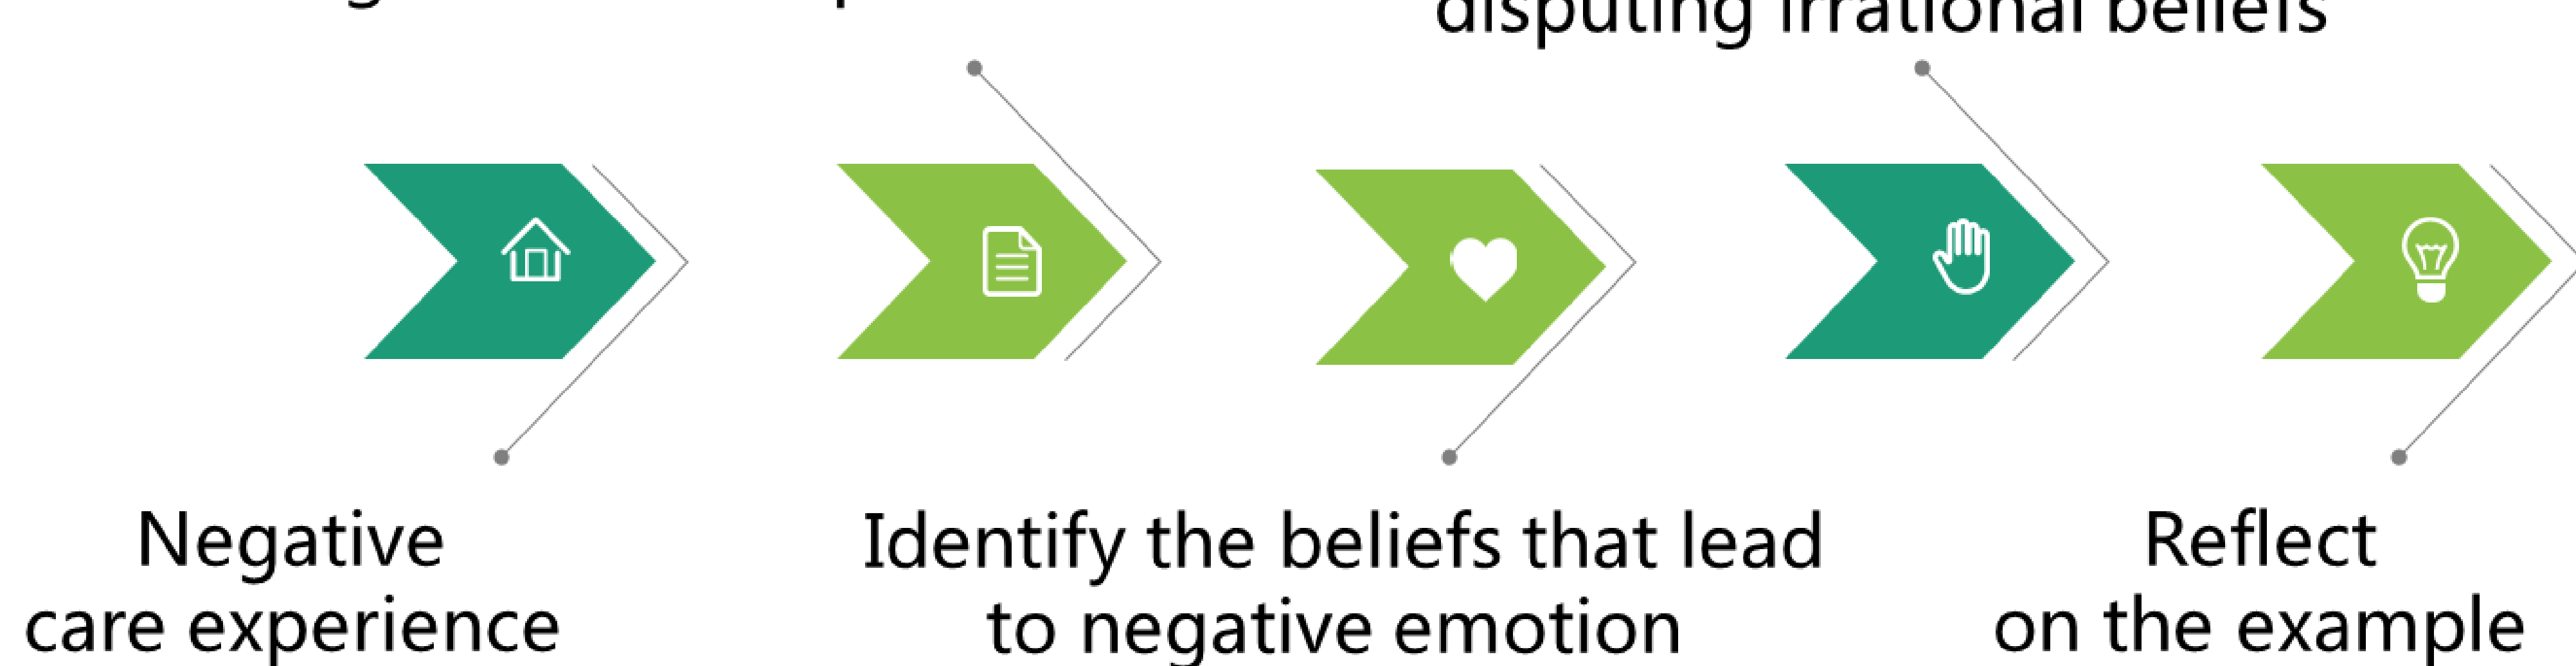 disputing irrational beliefs
Negative
care experience
Identify the beliefs that lead
to negative emotion
Reflect
on the example